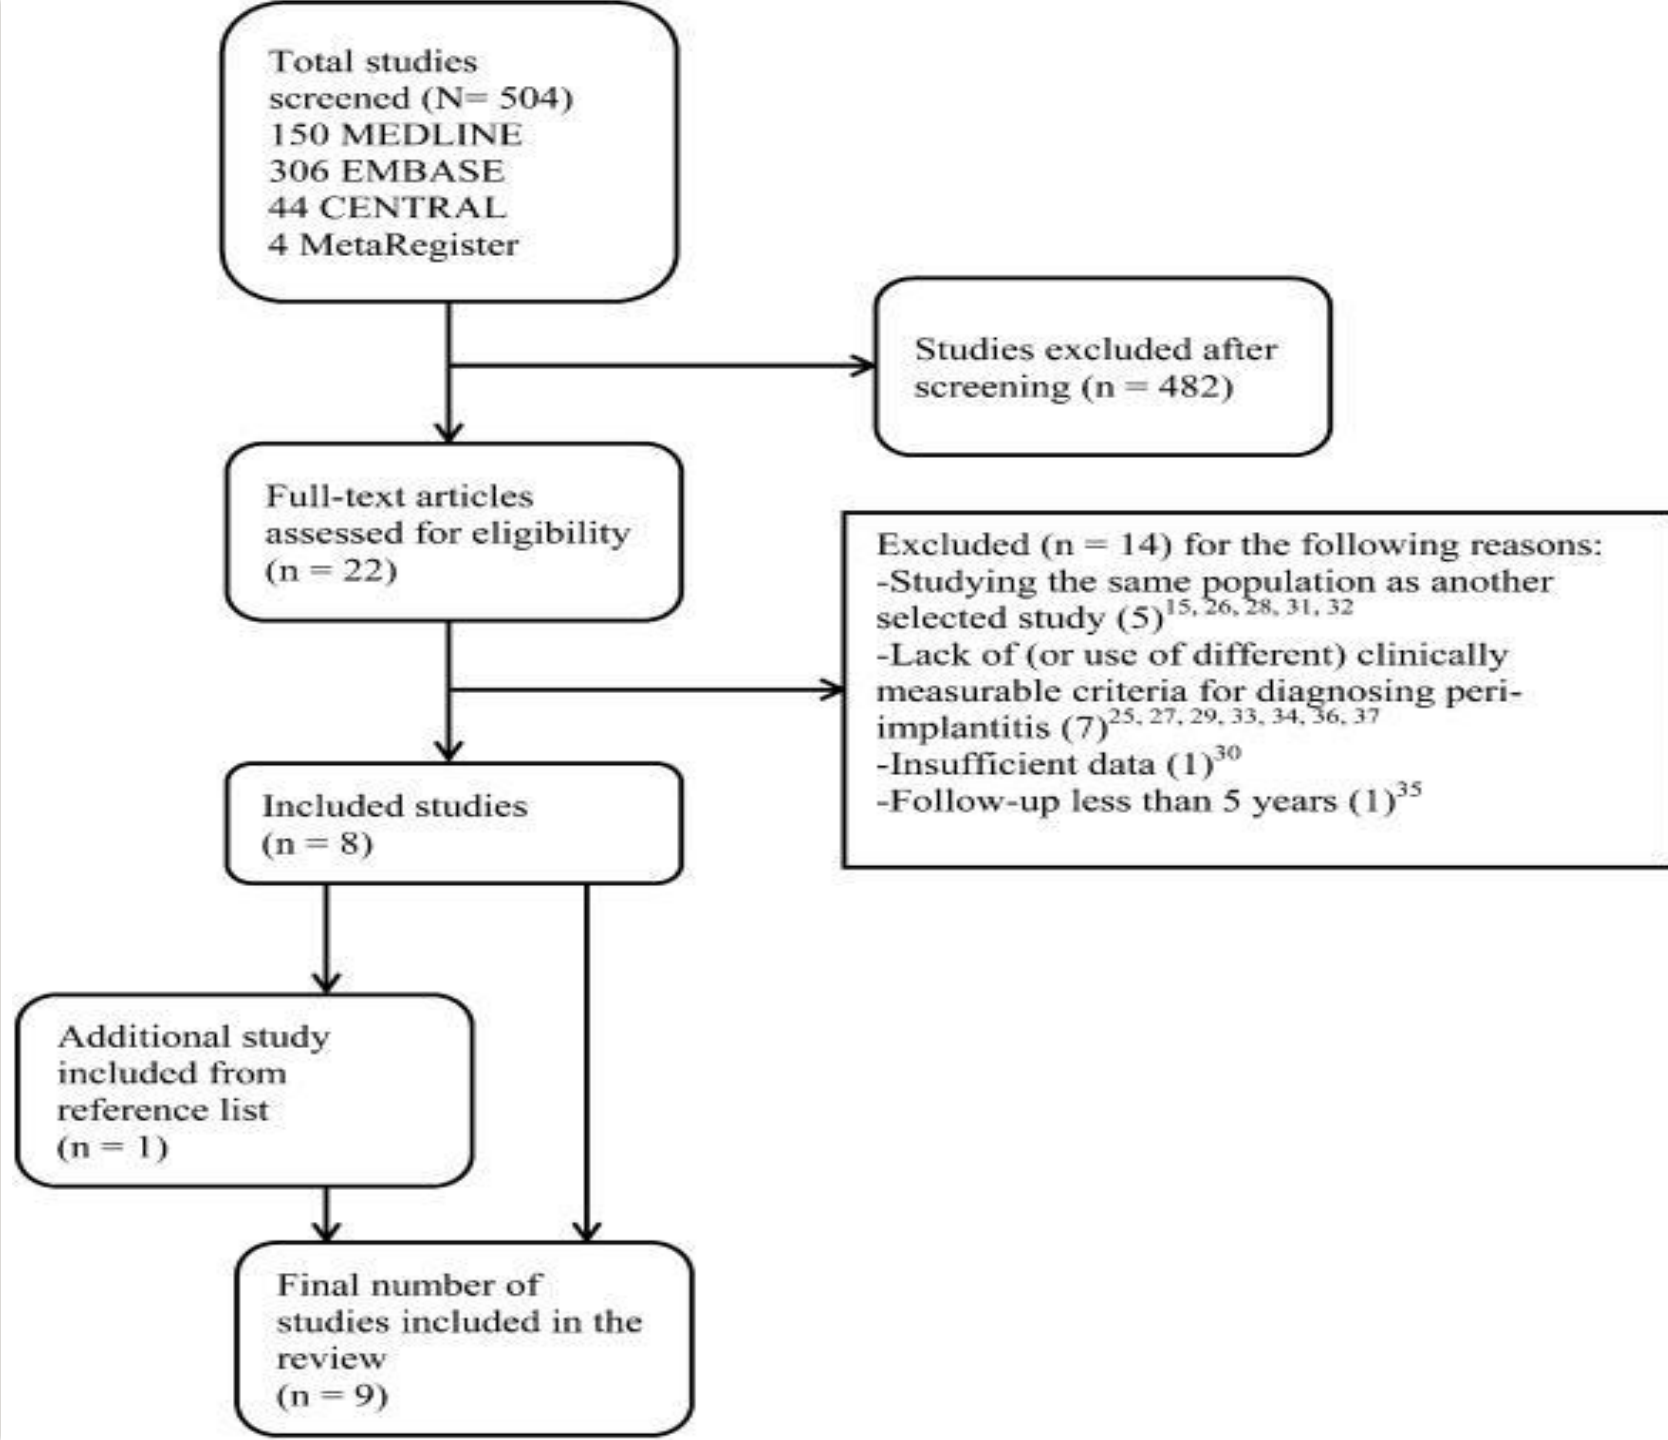 Total studies
screened (N= 504)
150 MEDLINE
306 EMBASE
44 CENTRAL
4 MetaRegister
Studies excluded after
screening (n = 482)
Full-text articles
assessed for eligibility
(n = 22)
Excluded (n = 14) for the following reasons:
-Studying the same population as another
selected study (5)15, 26, 28, 31, 32
-Lack of (or use of different) clinically
measurable criteria for diagnosing peri-
implantitis (7)25, 27, 29, 33, 34, 36, 37
-Insufficient data (1)30
-Follow-up less than 5 years (1)35
Included studies
(n = 8)
Additional study
included from
reference list
(n = 1)
Final number of
studies included in the
review
(n = 9)